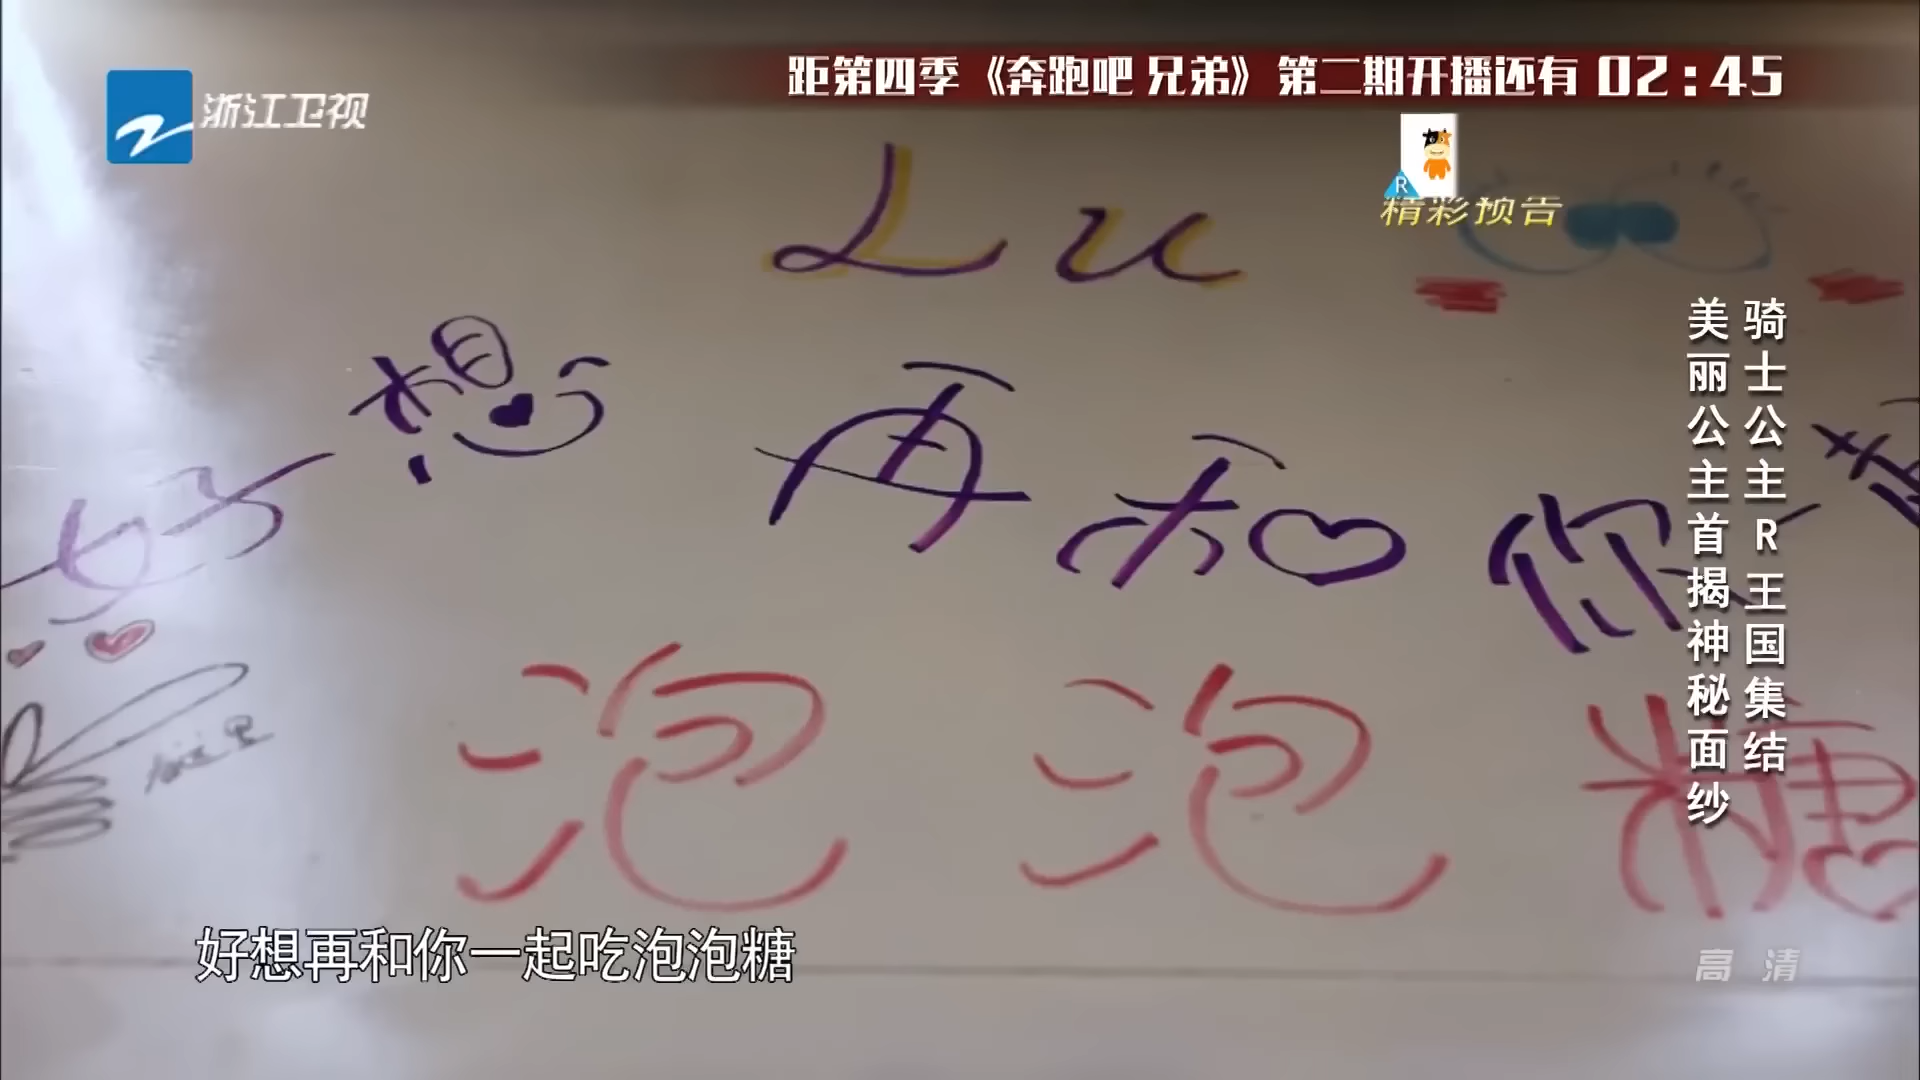 距第四季《奔跑吧 兄弟》第二期开播还有 02:45
浙江卫视
R
精彩预告
Lu
好想再和你一
泡泡糖
骑士公主R王国集结
美丽公主首揭神秘面纱
好想再和你一起吃泡泡糖
高清